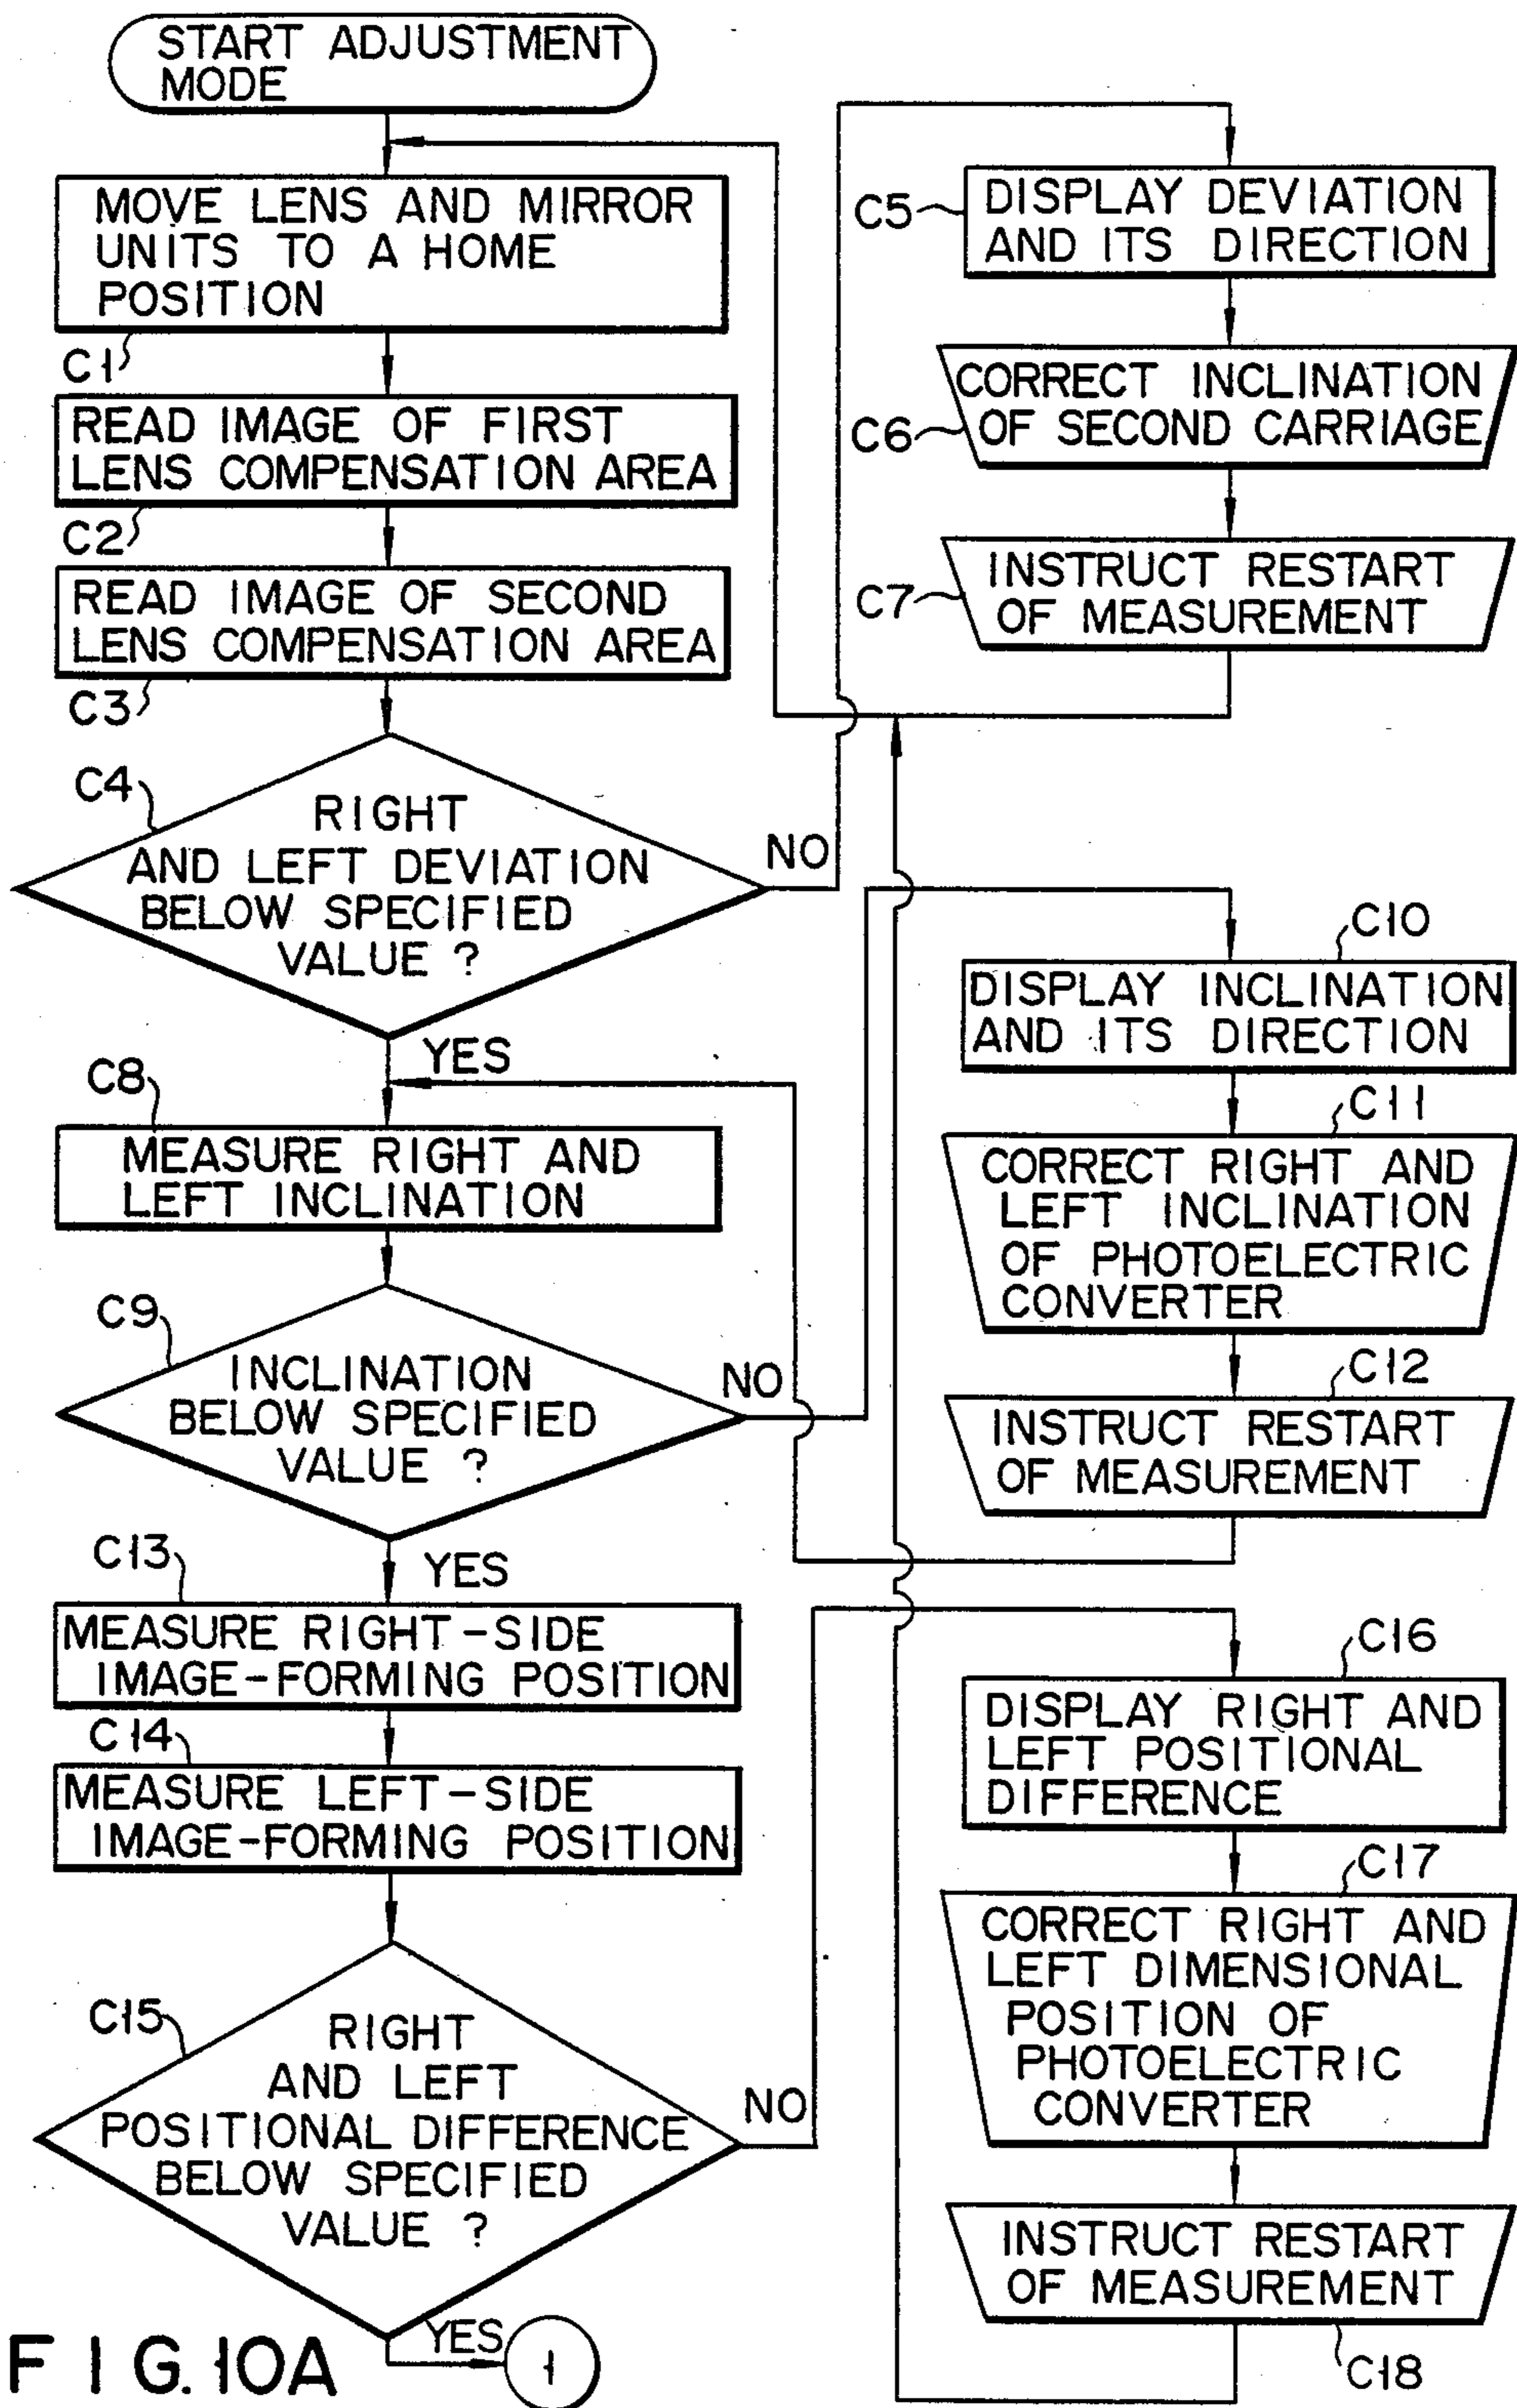 START ADJUSTMENT
MODE
MOVE LENS AND MIRROR
UNITS TO A HOME
POSITION
C1
READ IMAGE OF FIRST
LENS COMPENSATION AREA
C2
READ IMAGE OF SECOND
LENS COMPENSATION AREA
C3
C4
RIGHT
AND LEFT DEVIATION
BELOW SPECIFIED
VALUE ?
NO
YES
C5
DISPLAY DEVIATION
AND ITS DIRECTION
C6
CORRECT INCLINATION
OF SECOND CARRIAGE
C7
INSTRUCT RESTART
OF MEASUREMENT
C8
MEASURE RIGHT AND
LEFT INCLINATION
C9
INCLINATION
BELOW SPECIFIED
VALUE ?
NO
YES
C10
DISPLAY INCLINATION
AND ITS DIRECTION
C11
CORRECT RIGHT AND
LEFT INCLINATION
OF PHOTOELECTRIC
CONVERTER
C12
INSTRUCT RESTART
OF MEASUREMENT
C13
MEASURE RIGHT-SIDE
IMAGE-FORMING POSITION
C14
MEASURE LEFT-SIDE
IMAGE-FORMING POSITION
C15
RIGHT
AND LEFT
POSITIONAL DIFFERENCE
BELOW SPECIFIED
VALUE ?
NO
YES
1
C16
DISPLAY RIGHT AND
LEFT POSITIONAL
DIFFERENCE
C17
CORRECT RIGHT AND
LEFT DIMENSIONAL
POSITION OF
PHOTOELECTRIC
CONVERTER
INSTRUCT RESTART
OF MEASUREMENT
C18
FIG. 10A